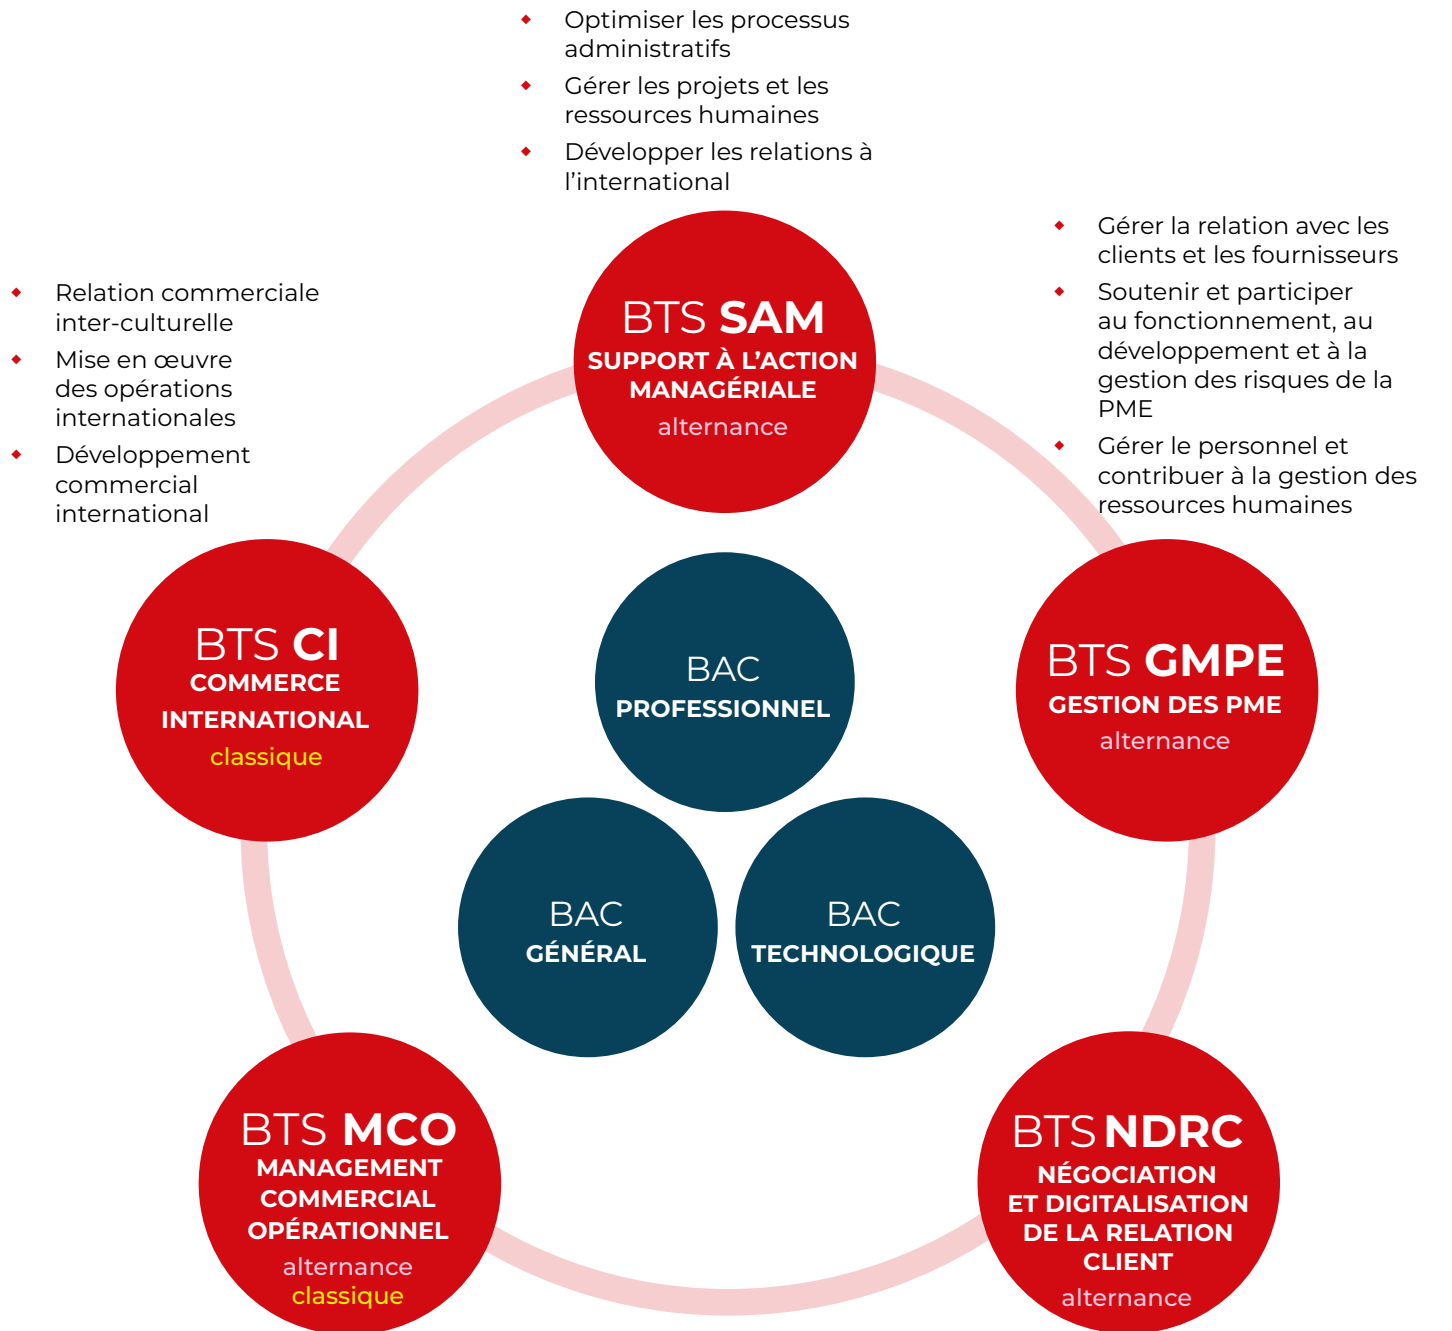 Optimiser les processus
administratifs
Gérer les projets et les
ressources humaines
Développer les relations à
l’international
Gérer la relation avec les
clients et les fournisseurs
Soutenir et participer
au fonctionnement, au
développement et à la
gestion des risques de la
PME
Gérer le personnel et
contribuer à la gestion des
ressources humaines
Relation commerciale
inter-culturelle
Mise en œuvre
des opérations
internationales
Développement
commercial
international
BTS SAM
SUPPORT À L’ACTION
MANAGÉRIALE
alternance
BTS CI
COMMERCE
INTERNATIONAL
classique
BAC
PROFESSIONNEL
BTS GMPE
GESTION DES PME
alternance
BAC
GÉNÉRAL
BAC
TECHNOLOGIQUE
BTS MCO
MANAGEMENT
COMMERCIAL
OPÉRATIONNEL
alternance
classique
BTS NDRC
NÉGOCIATION
ET DIGITALISATION
DE LA RELATION
CLIENT
alternance